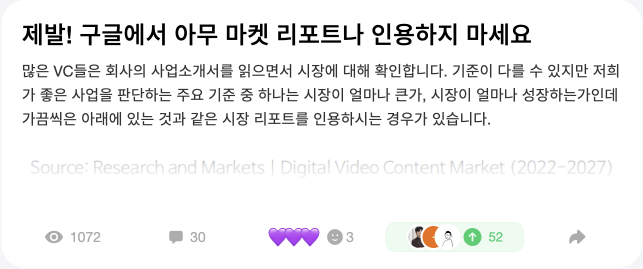 제발! 구글에서 아무 마켓 리포트나 인용하지 마세요
많은 VC들은 회사의 사업소개서를 읽으면서 시장에 대해 확인합니다. 기준이 다를 수 있지만 저희
가 좋은 사업을 판단하는 주요 기준 중 하나는 시장이 얼마나 큰가, 시장이 얼마나 성장하는가인데
가끔씩은 아래에 있는 것과 같은 시장 리포트를 인용하시는 경우가 있습니다.
Source: Research and Markets | Digital Video Content Market (2022-2027)
1072 30 3 52